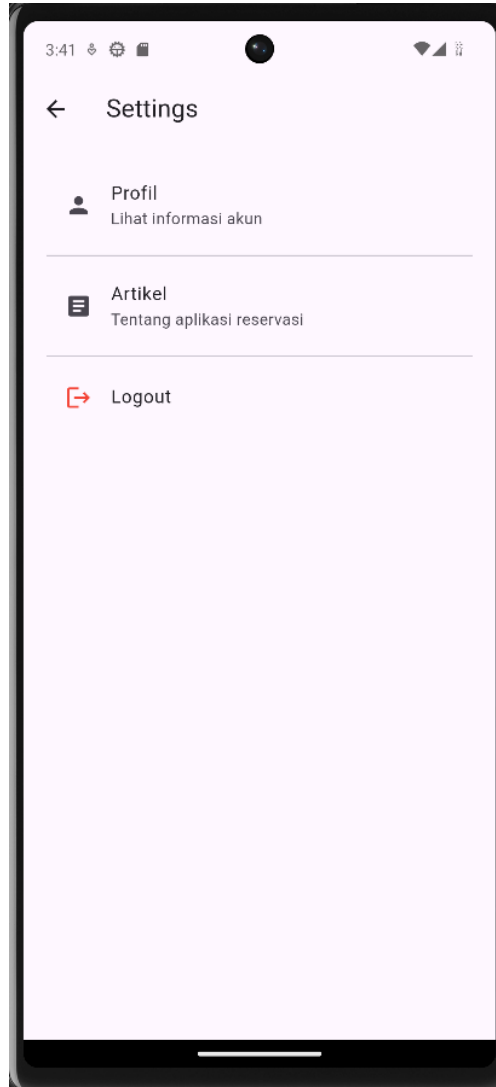 3:41
Settings
Profil
Lihat informasi akun
Artikel
Tentang aplikasi reservasi
Logout